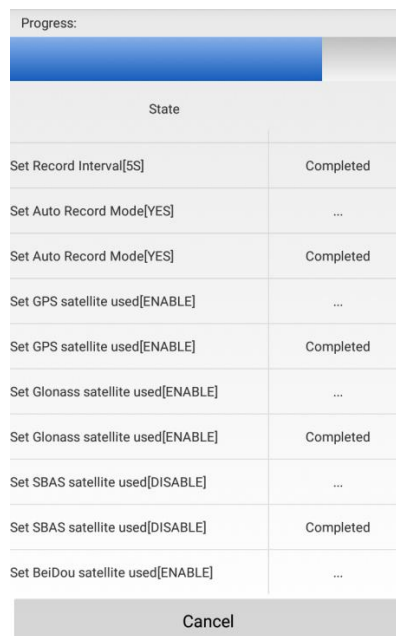 Progress:
State
Set Record Interval[5S] Completed
Set Auto Record Mode[YES] ...
Set Auto Record Mode[YES] Completed
Set GPS satellite used[ENABLE] ...
Set GPS satellite used[ENABLE] Completed
Set Glonass satellite used[ENABLE] ...
Set Glonass satellite used[ENABLE] Completed
Set SBAS satellite used[DISABLE] ...
Set SBAS satellite used[DISABLE] Completed
Set BeiDou satellite used[ENABLE] ...
Cancel